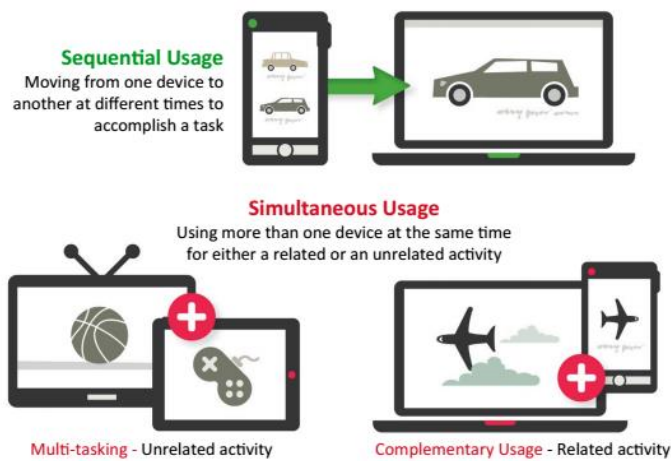 Sequential Usage
Moving from one device to
another at different times to
accomplish a task
Simultaneous Usage
Using more than one device at the same time
for either a related or an unrelated activity
Multi-tasking - Unrelated activity
Complementary Usage - Related activity